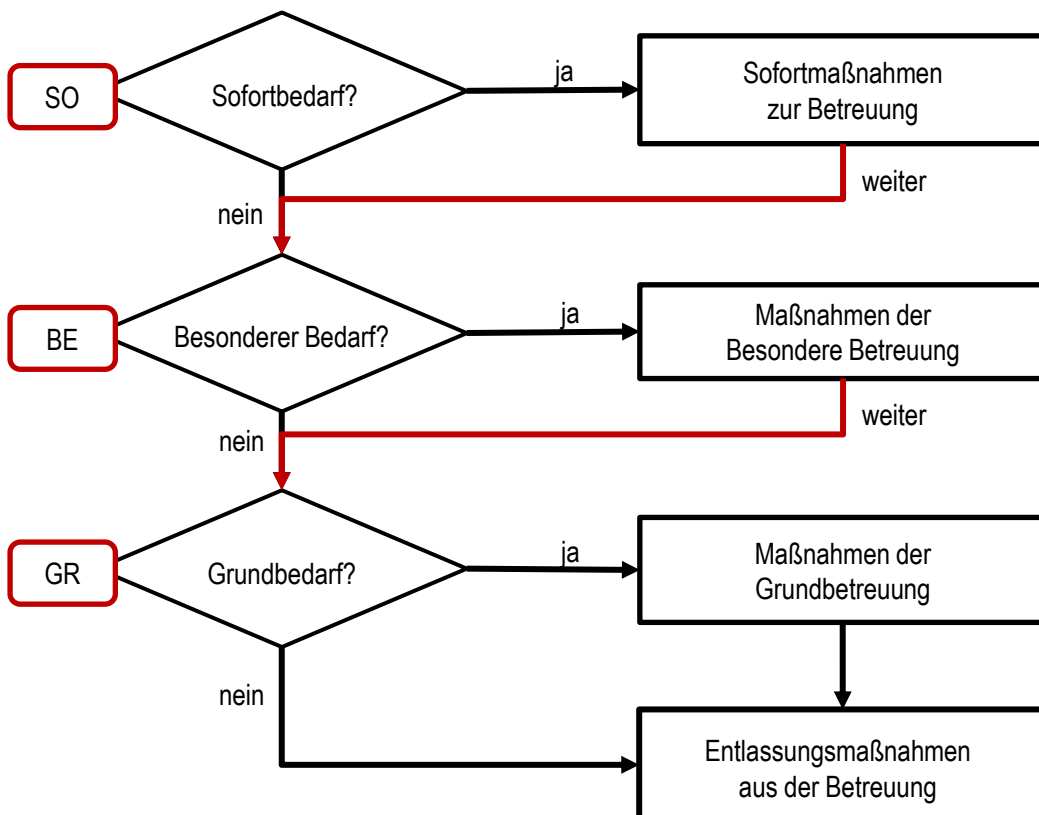 SO
Sofortbedarf?
ja
Sofortmaßnahmen
zur Betreuung
weiter
nein
BE
Besonderer Bedarf?
ja
Maßnahmen der
Besondere Betreuung
weiter
nein
GR
Grundbedarf?
ja
Maßnahmen der
Grundbetreuung
nein
Entlassungsmaßnahmen
aus der Betreuung